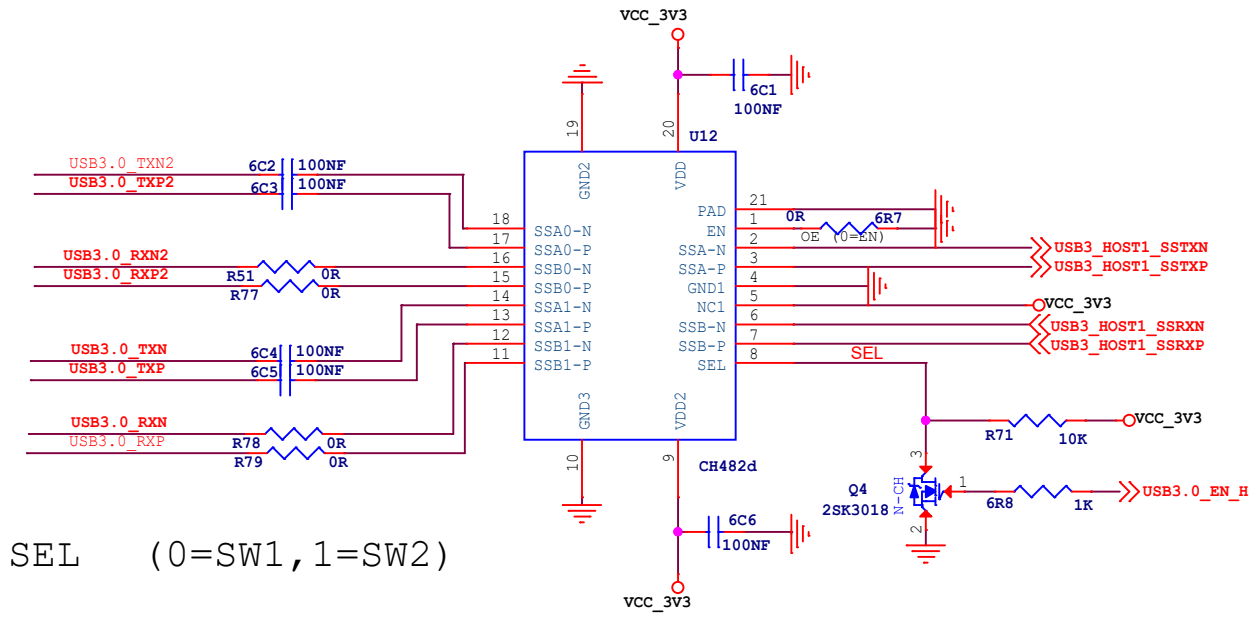 VCC_3V3
6C1
100NF
19
20
U12
GND2
VDD
USB3.0_TXN2
6C2
100NF
USB3.0_TXP2
6C3
100NF
USB3.0_RXN2
R51
0R
USB3.0_RXP2
R77
0R
USB3.0_TXN
6C4
100NF
USB3.0_TXP
6C5
100NF
USB3.0_RXN
R78
0R
USB3.0_RXP
R79
0R
18
SSA0-N
17
SSA0-P
16
SSB0-N
15
SSB0-P
14
SSA1-N
13
SSA1-P
12
SSB1-N
11
SSB1-P
PAD
21
EN
1
0R
6R7
OE (0=EN)
SSA-N
2
USB3_HOST1_SSTXN
SSA-P
3
USB3_HOST1_SSTXP
GND1
4
NC1
5
VCC_3V3
SSB-N
6
USB3_HOST1_SSRXN
SSB-P
7
USB3_HOST1_SSRXP
SEL
8
SEL
GND3
VDD2
10
9
CH482d
R71
10K
VCC_3V3
3
N-CH
Q4
2SK3018
1
2
6R8
1K
USB3.0_EN_H
6C6
100NF
VCC_3V3
SEL (0=SW1,1=SW2)